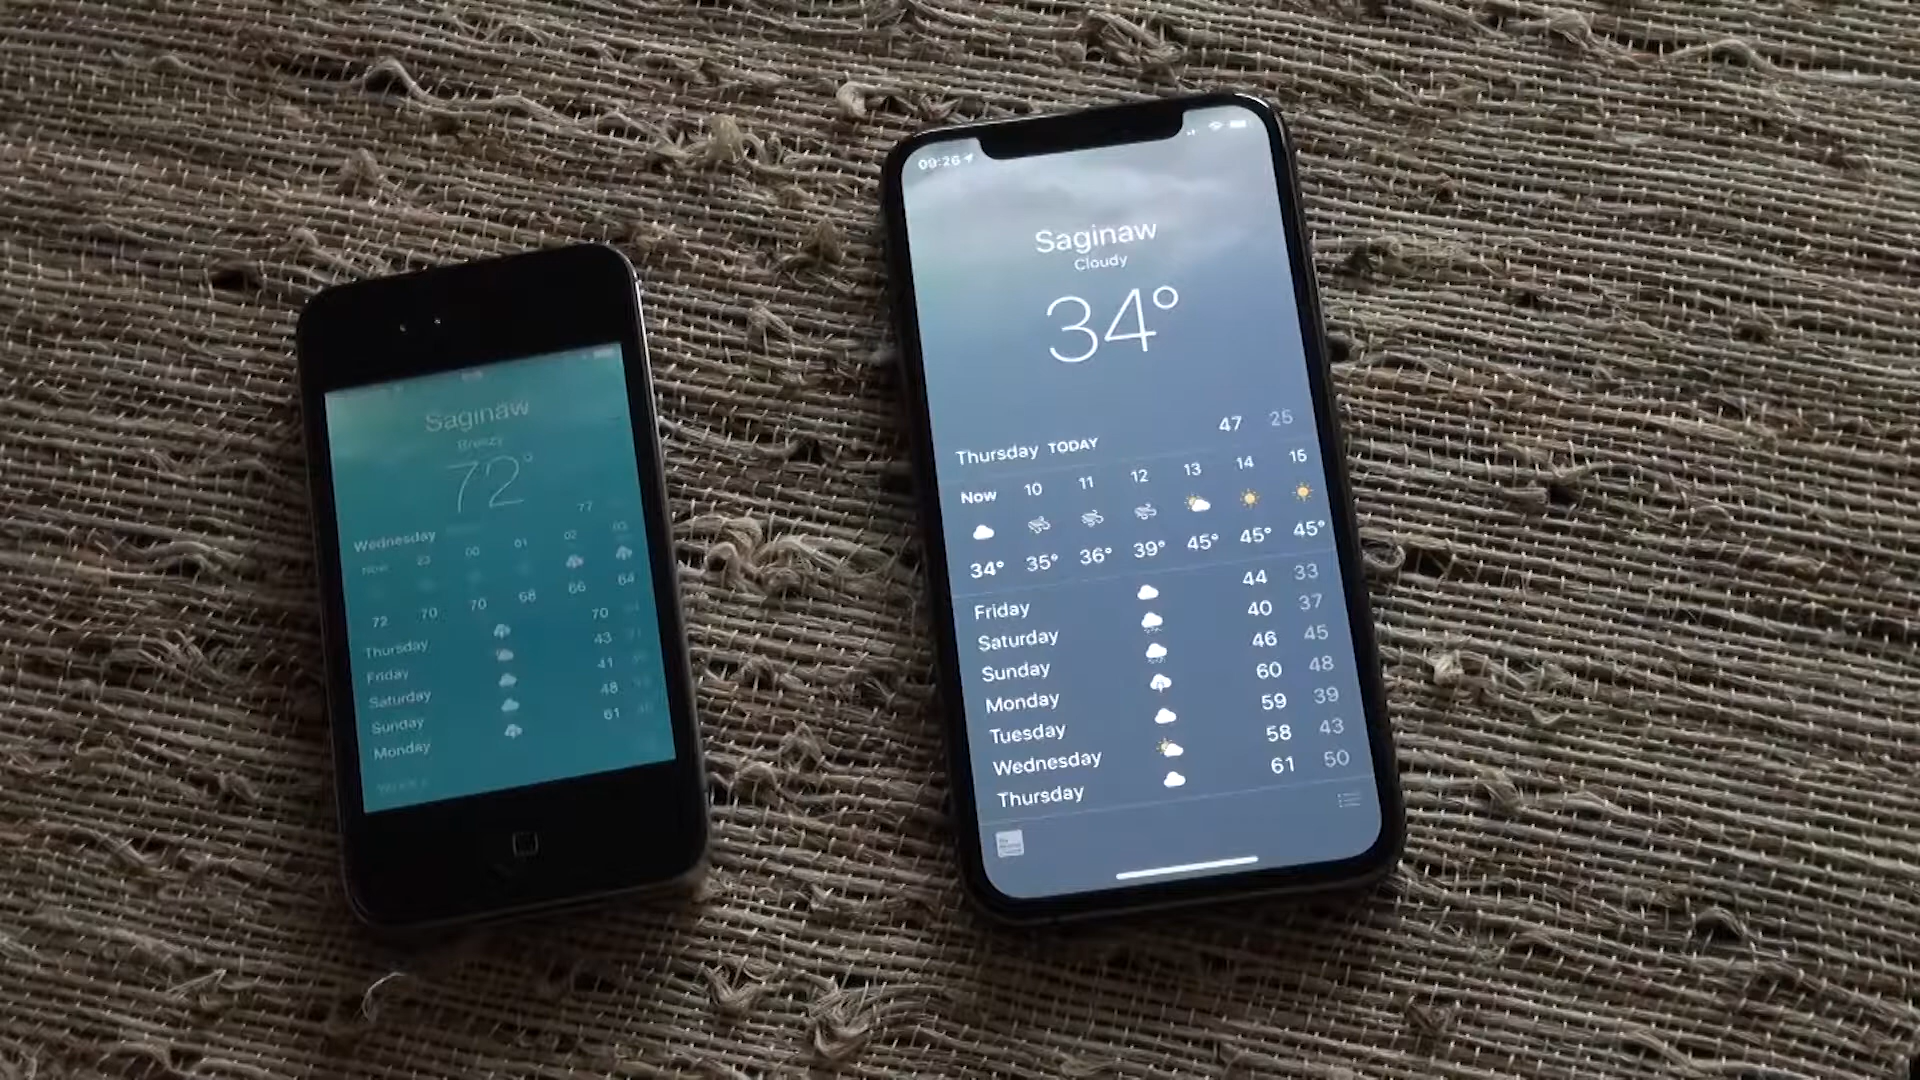 Saginaw
Breezy
72°
77
Wednesday
Now 23 00 01 02 03
72 70 70 68 66 64
Thursday 70
Friday 43
Saturday 41
Sunday 48
Monday 61
09:26
Saginaw
Cloudy
34°
Thursday TODAY 47 25
Now 10 11 12 13 14 15
34° 35° 36° 39° 45° 45° 45°
Friday 44 33
Saturday 40 37
Sunday 46 45
Monday 60 48
Tuesday 59 39
Wednesday 58 43
Thursday 61 50